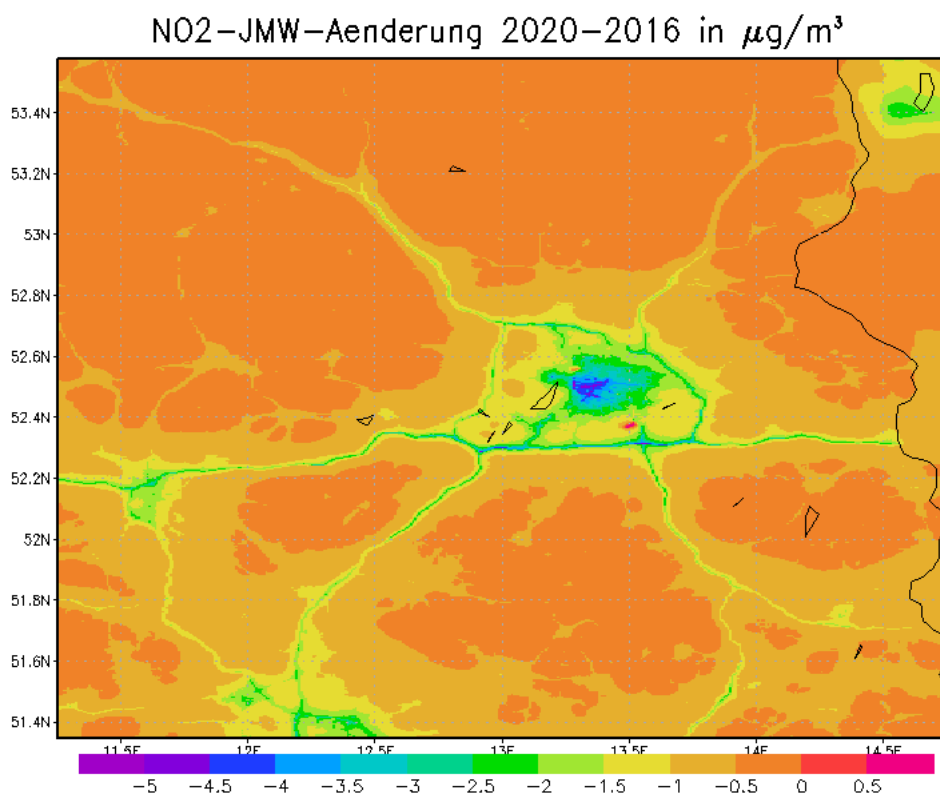 NO2-JMW-Aenderung 2020-2016 in μg/m³
53.4N
53.2N
53N
52.8N
52.6N
52.4N
52.2N
52N
51.8N
51.6N
51.4N
11.5E 12E 12.5E 13E 13.5E 14E 14.5E
-5 -4.5 -4 -3.5 -3 -2.5 -2 -1.5 -1 -0.5 0 0.5